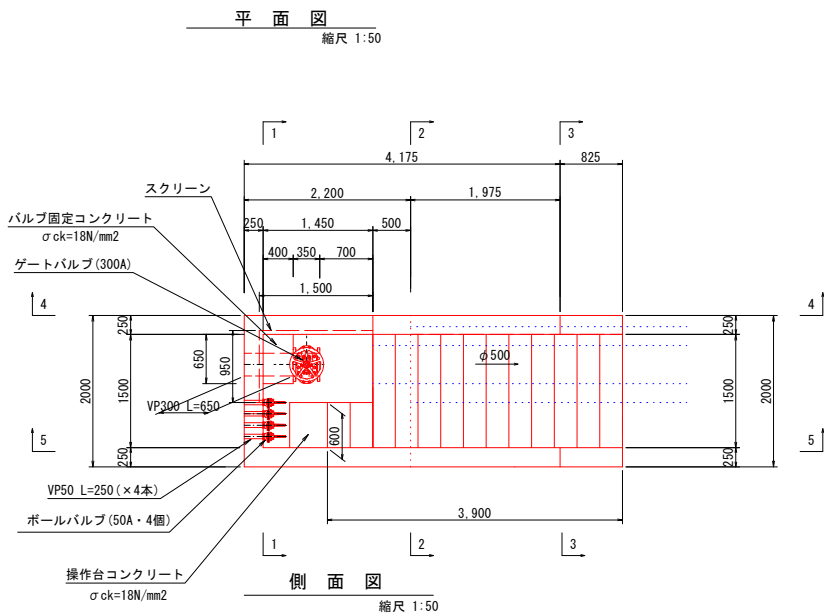 平 面 図
縮尺 1:50
1
2
3
4,175
825
スクリーン
2,200
1,975
バルブ固定コンクリート
σck=18N/mm2
250
1,450
500
ゲートバルブ(300A)
400
350
700
1,500
4
4
250
250
650
950
φ500
2000
1500
1500
2000
VP300 L=650
600
5
5
250
250
VP50 L=250(×4本)
ボールバルブ(50A・4個)
3,900
1
2
3
操作台コンクリート
σck=18N/mm2
側 面 図
縮尺 1:50